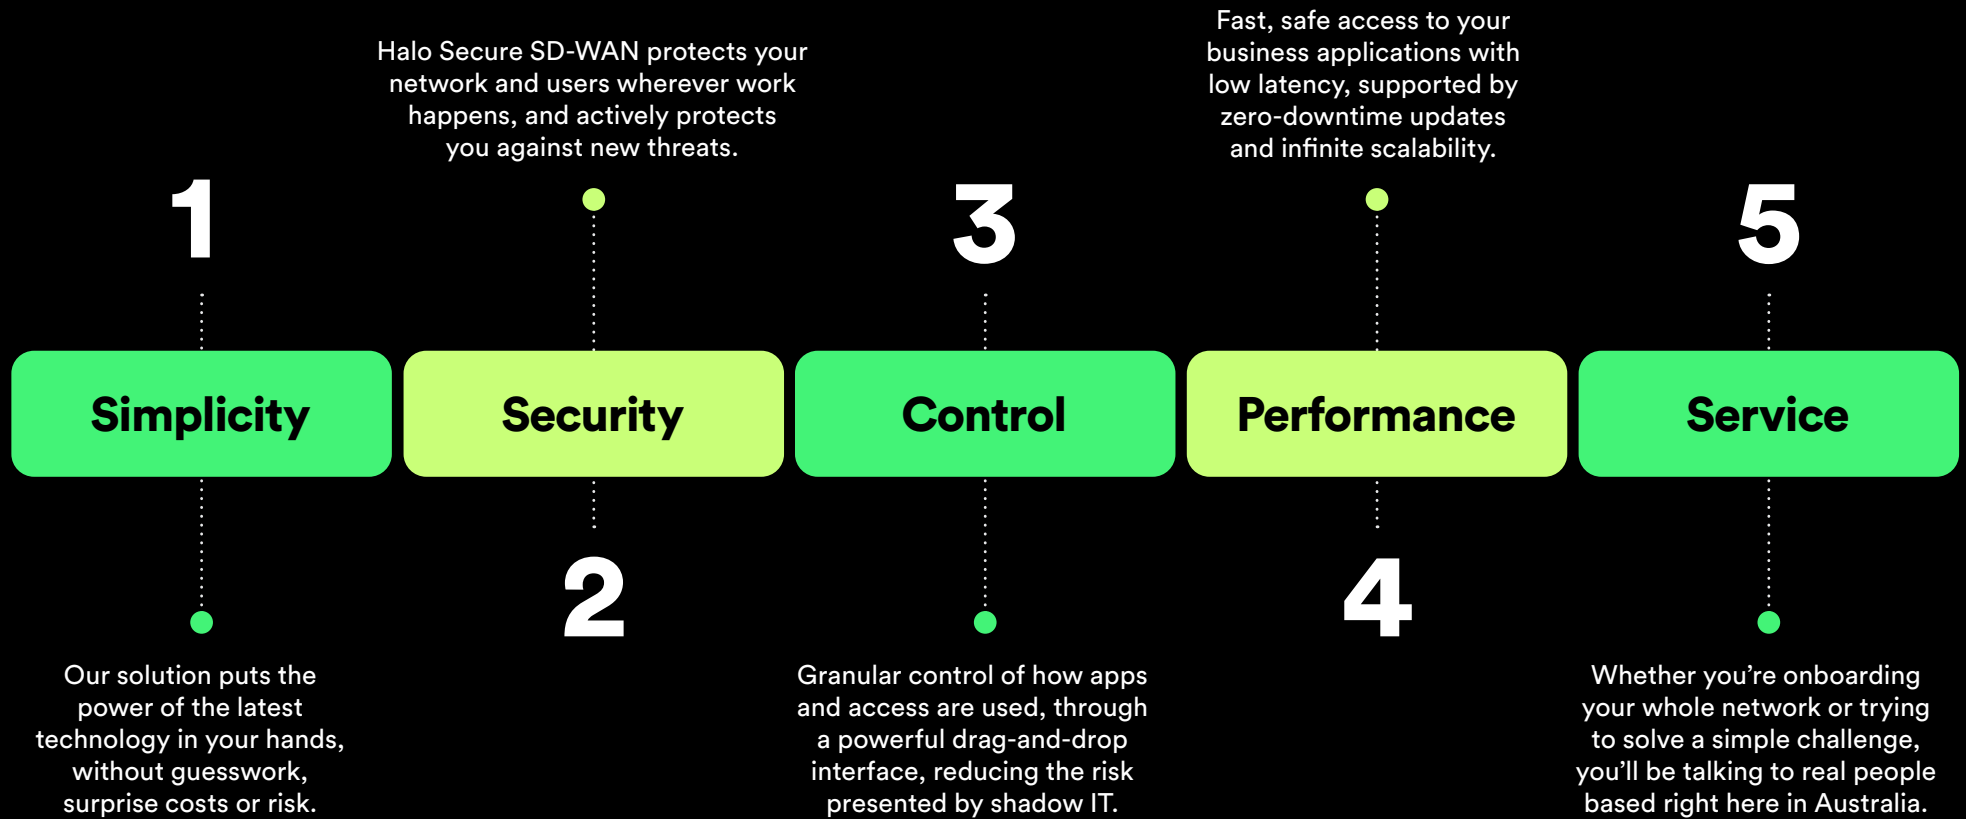 1
Simplicity
Our solution puts the
power of the latest
technology in your hands,
without guesswork,
surprise costs or risk.
Halo Secure SD-WAN protects your
network and users wherever work
happens, and actively protects
you against new threats.
Security
2
3
Control
Granular control of how apps
and access are used, through
a powerful drag-and-drop
interface, reducing the risk
presented by shadow IT.
Fast, safe access to your
business applications with
low latency, supported by
zero-downtime updates
and infinite scalability.
Performance
4
5
Service
Whether you’re onboarding
your whole network or trying
to solve a simple challenge,
you’ll be talking to real people
based right here in Australia.